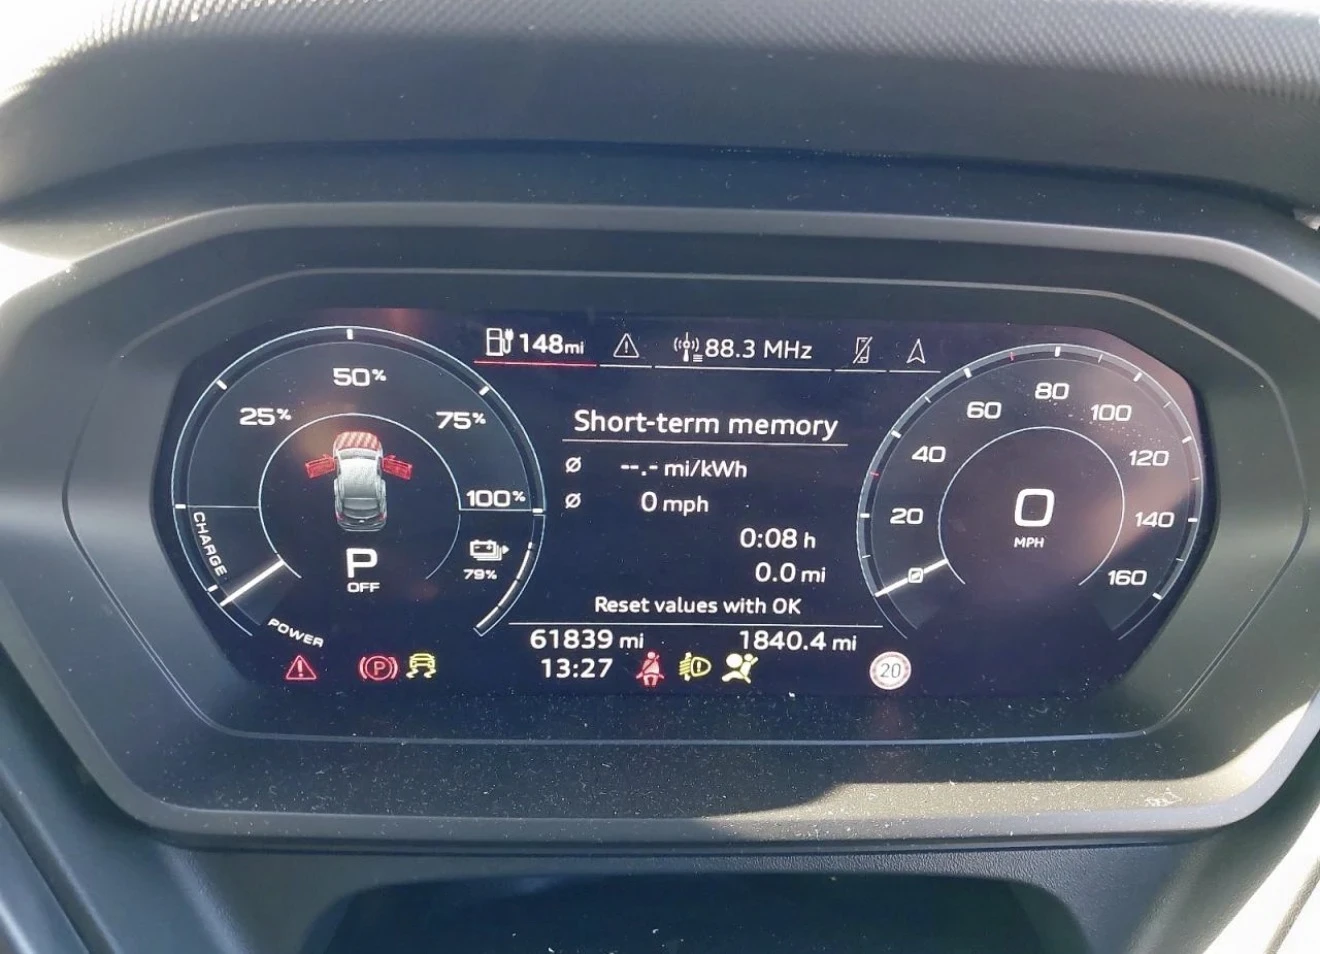 148mi
88.3 MHz
25%
50%
75%
100%
CHARGE
POWER
P
OFF
79%
Short-term memory
Ø --.- mi/kWh
Ø 0 mph
0:08 h
0.0 mi
Reset values with OK
61839 mi
1840.4 mi
13:27
P
20
20
40
60
80
100
120
140
160
0
MPH